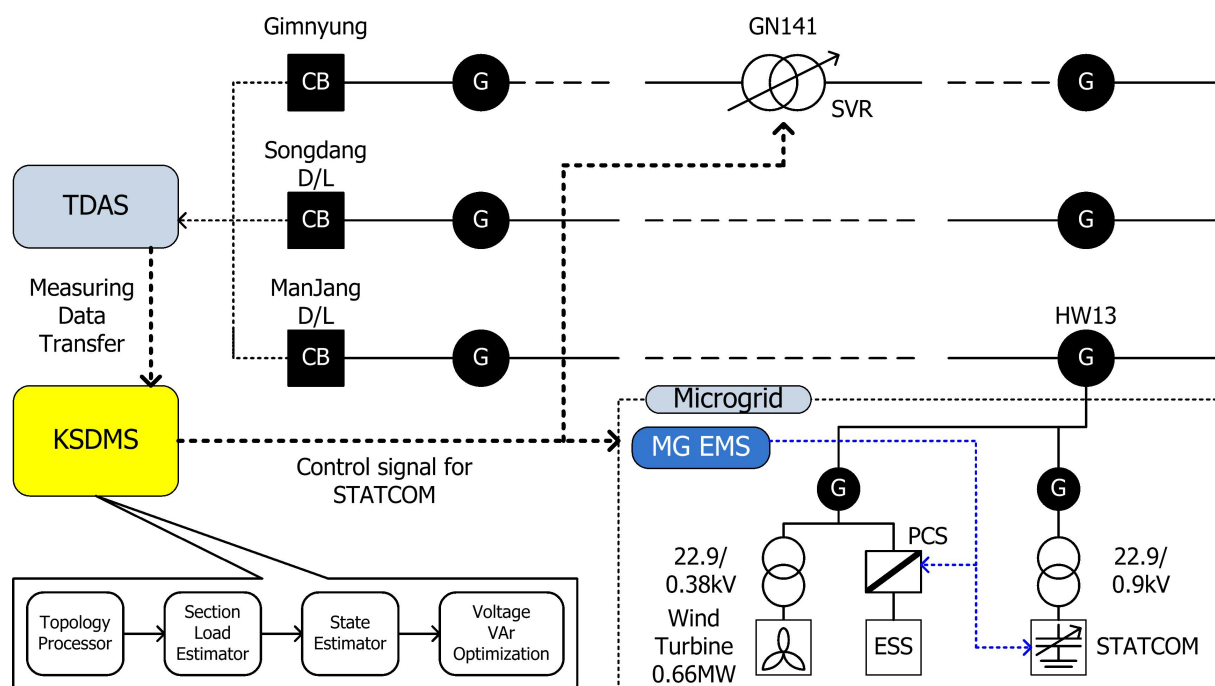 Gimnyung
GN141
CB
G
G
SVR
Songdang
D/L
TDAS
CB
G
G
Measuring
Data
Transfer
ManJang
D/L
HW13
CB
G
G
Microgrid
KSDMS
MG EMS
Control signal for
STATCOM
G
G
PCS
22.9/
0.38kV
22.9/
0.9kV
Wind
Turbine
0.66MW
ESS
STATCOM
Topology
Processor
Section
Load
Estimator
State
Estimator
Voltage
VAr
Optimization